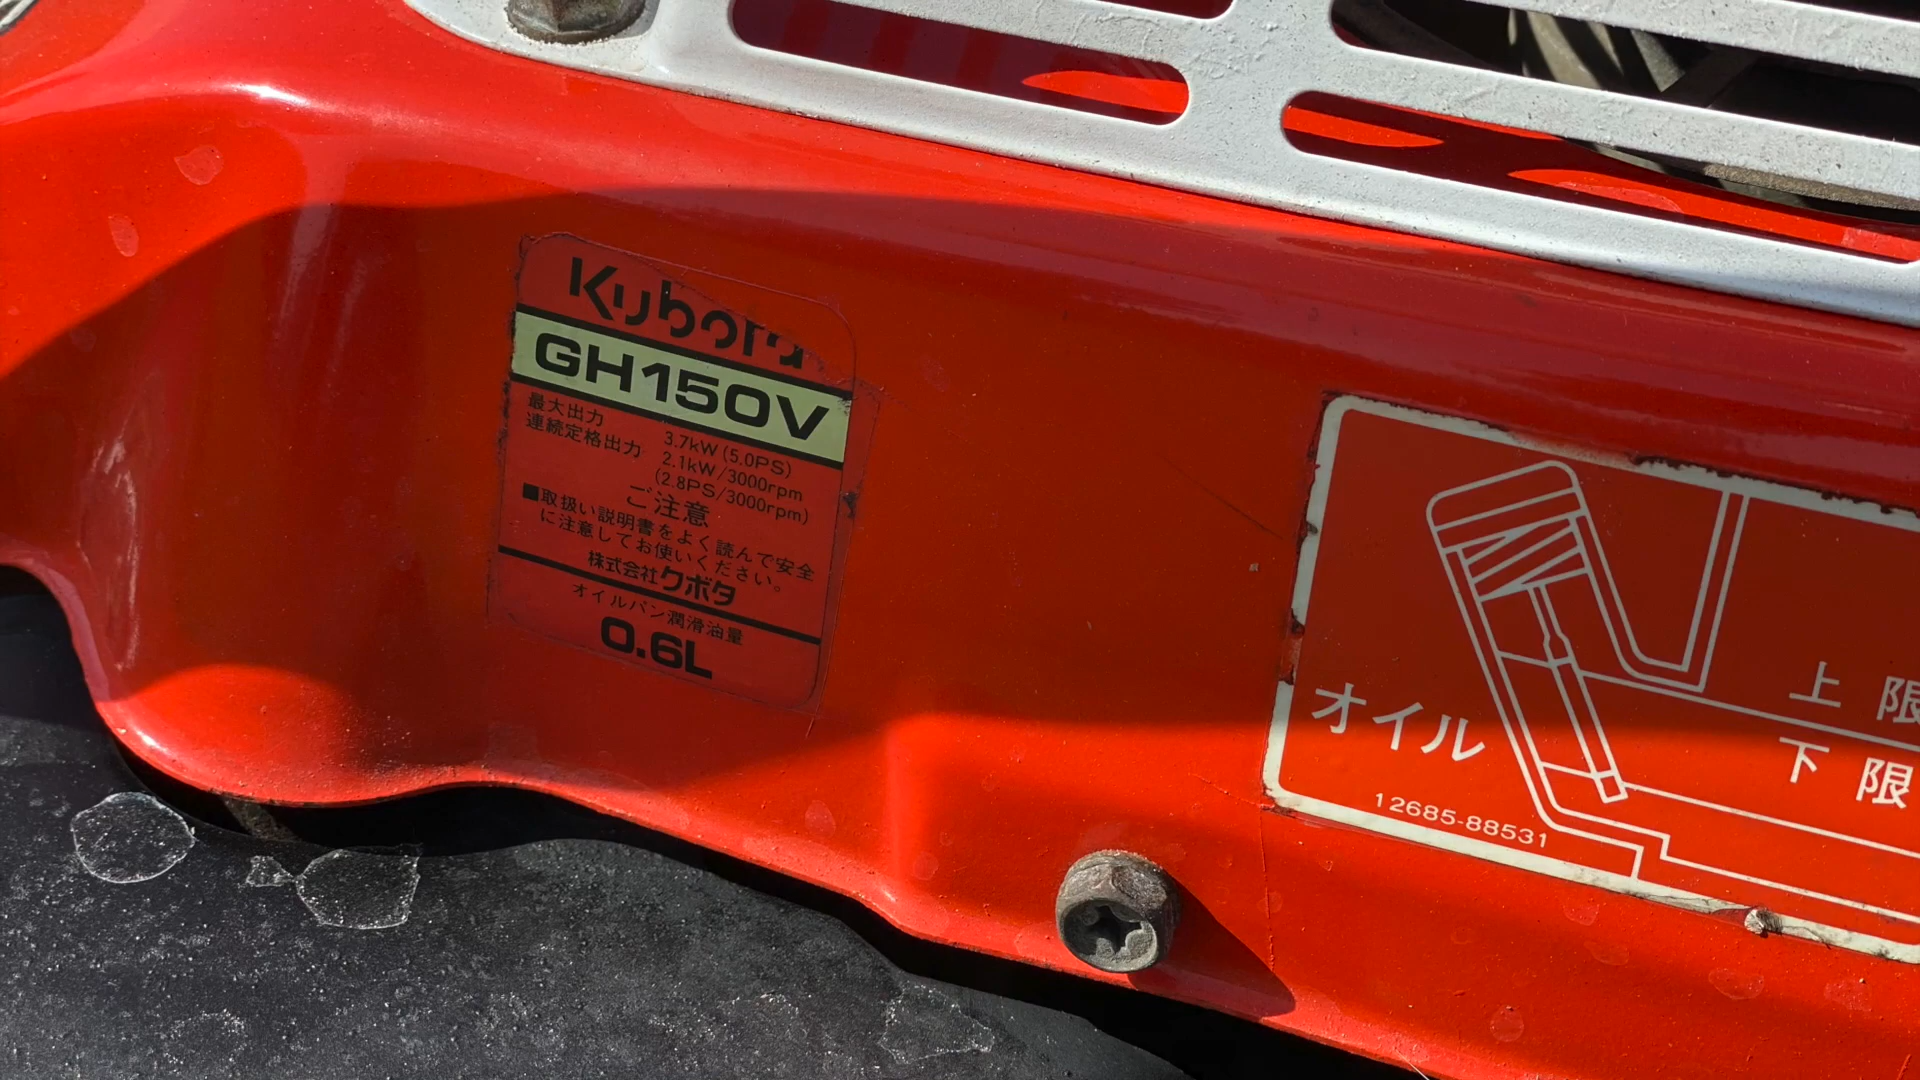 Kubota
GH150V
最大出力 3.7kW (5.0PS)
連続定格出力 2.1kW/3000rpm
(2.8PS/3000rpm)
ご注意
■取扱い説明書をよく読んで安全
に注意してお使いください。
株式会社クボタ
オイルパン潤滑油量
0.6L
上限
下限
オイル
12685-88531